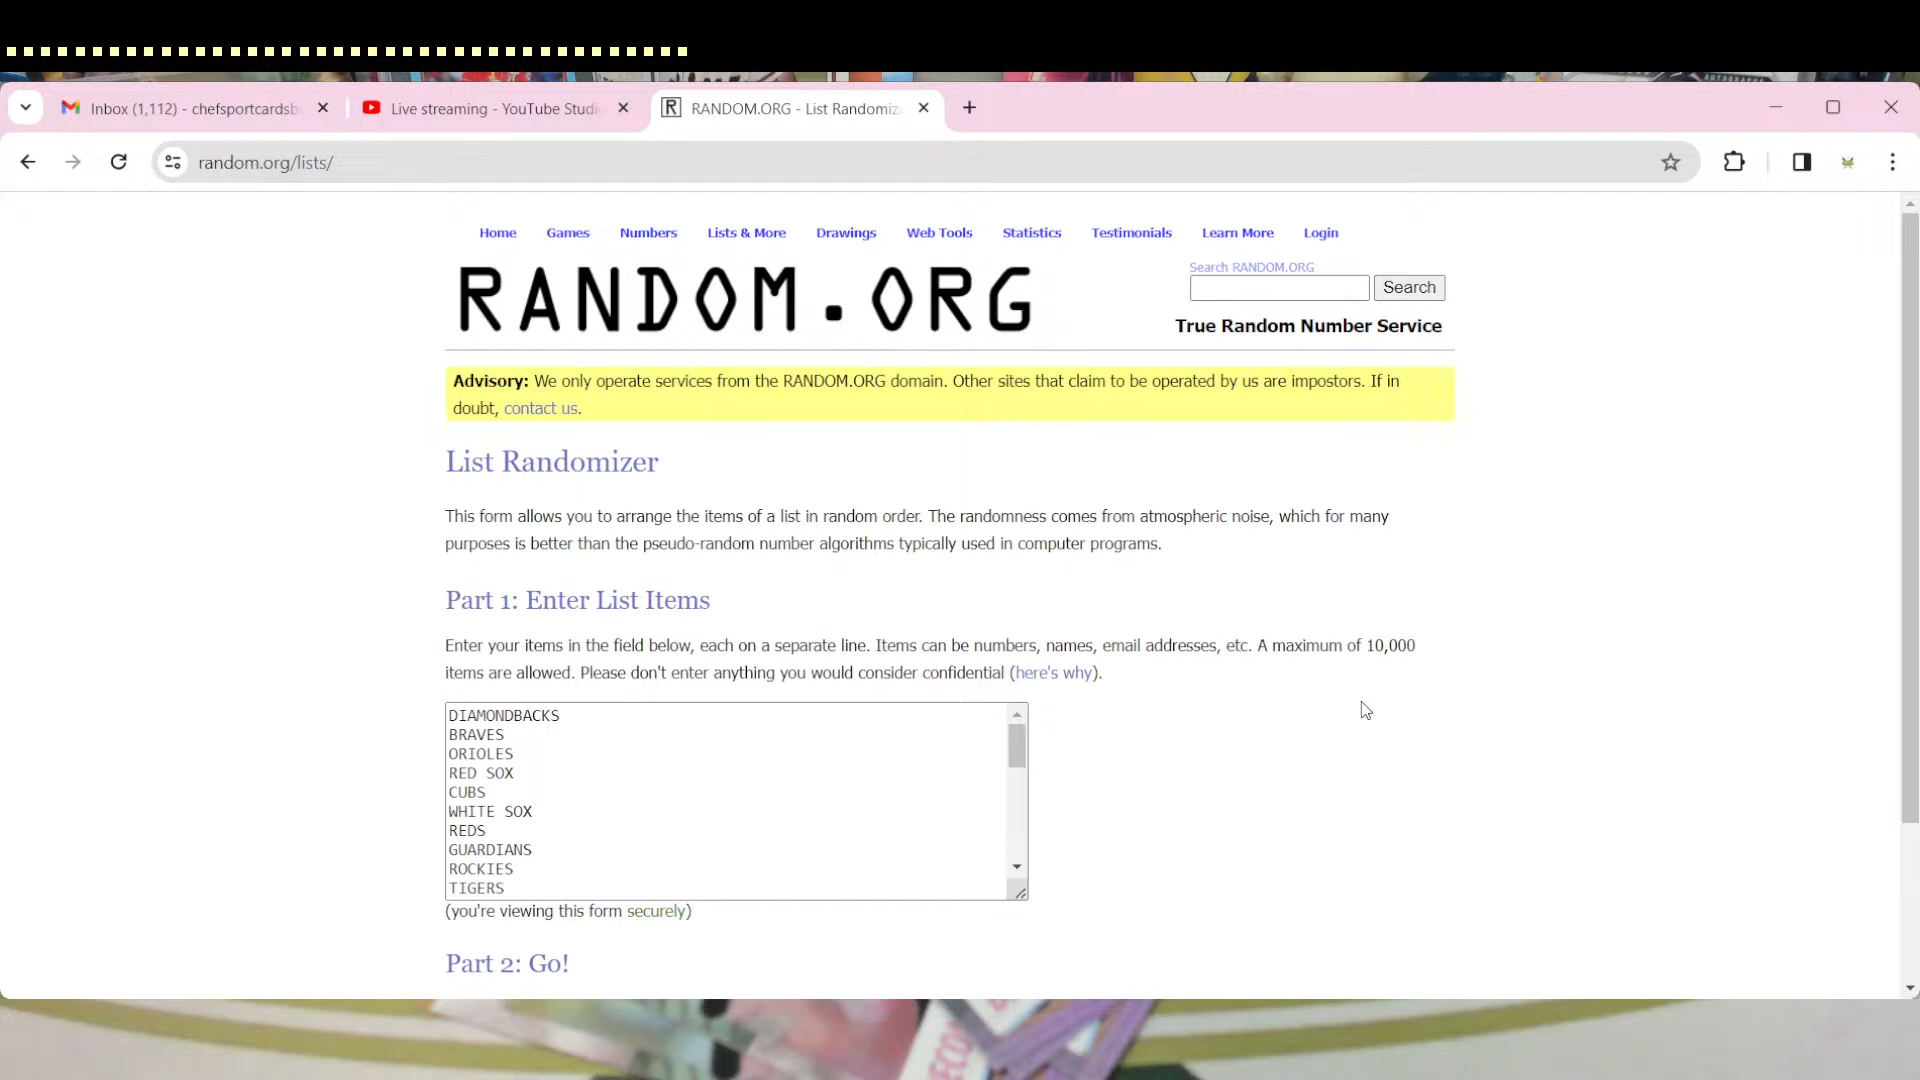 Inbox (1,112) - chefsportcardsb
Live streaming - YouTube Studi
RANDOM.ORG - List Randomize
random.org/lists/
Home Games Numbers Lists & More Drawings Web Tools Statistics Testimonials Learn More Login
RANDOM.ORG
Search RANDOM.ORG
Search
True Random Number Service
Advisory: We only operate services from the RANDOM.ORG domain. Other sites that claim to be operated by us are impostors. If in
doubt, contact us.
List Randomizer
This form allows you to arrange the items of a list in random order. The randomness comes from atmospheric noise, which for many
purposes is better than the pseudo-random number algorithms typically used in computer programs.
Part 1: Enter List Items
Enter your items in the field below, each on a separate line. Items can be numbers, names, email addresses, etc. A maximum of 10,000
items are allowed. Please don't enter anything you would consider confidential (here's why).
DIAMONDBACKS
BRAVES
ORIOLES
RED SOX
CUBS
WHITE SOX
REDS
GUARDIANS
ROCKIES
TIGERS
(you're viewing this form securely)
Part 2: Go!